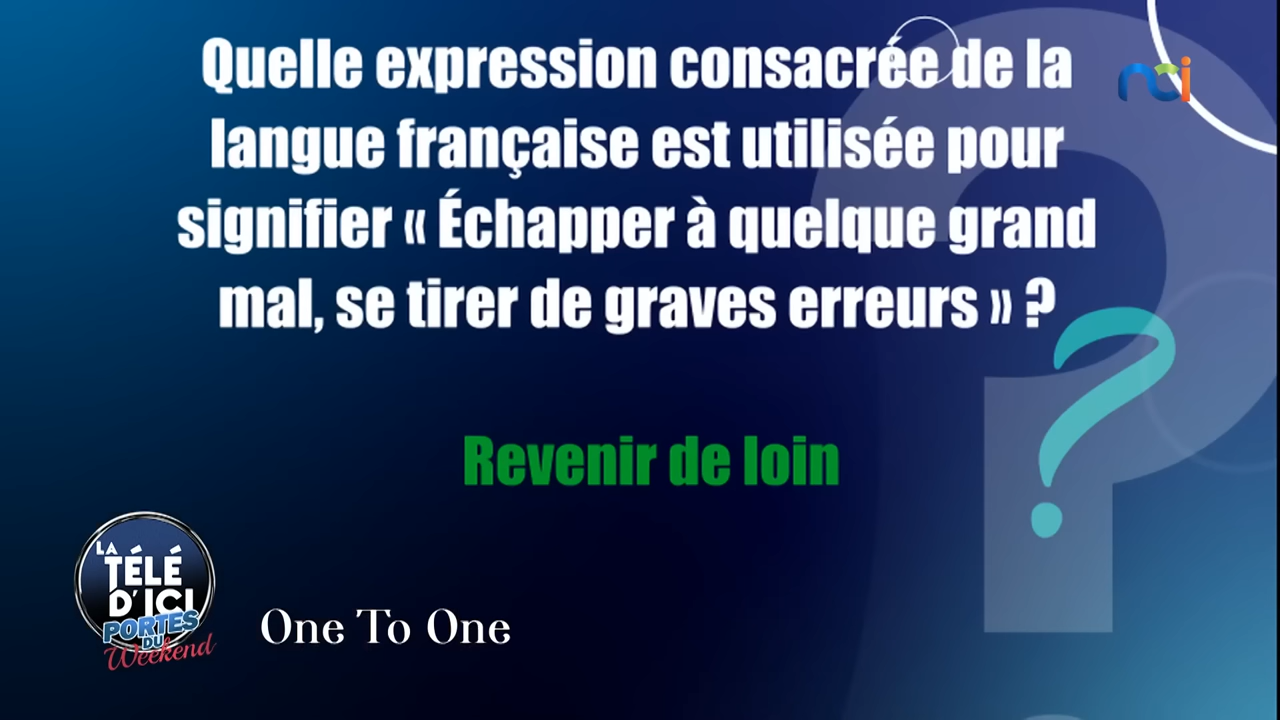 Quelle expression consacrée de la
langue française est utilisée pour
signifier « Échapper à quelque grand
mal, se tirer de graves erreurs » ?
Revenir de loin
nci
LA
TÉLÉ
D'ICI
PORTES
DU
Weekend
One To One